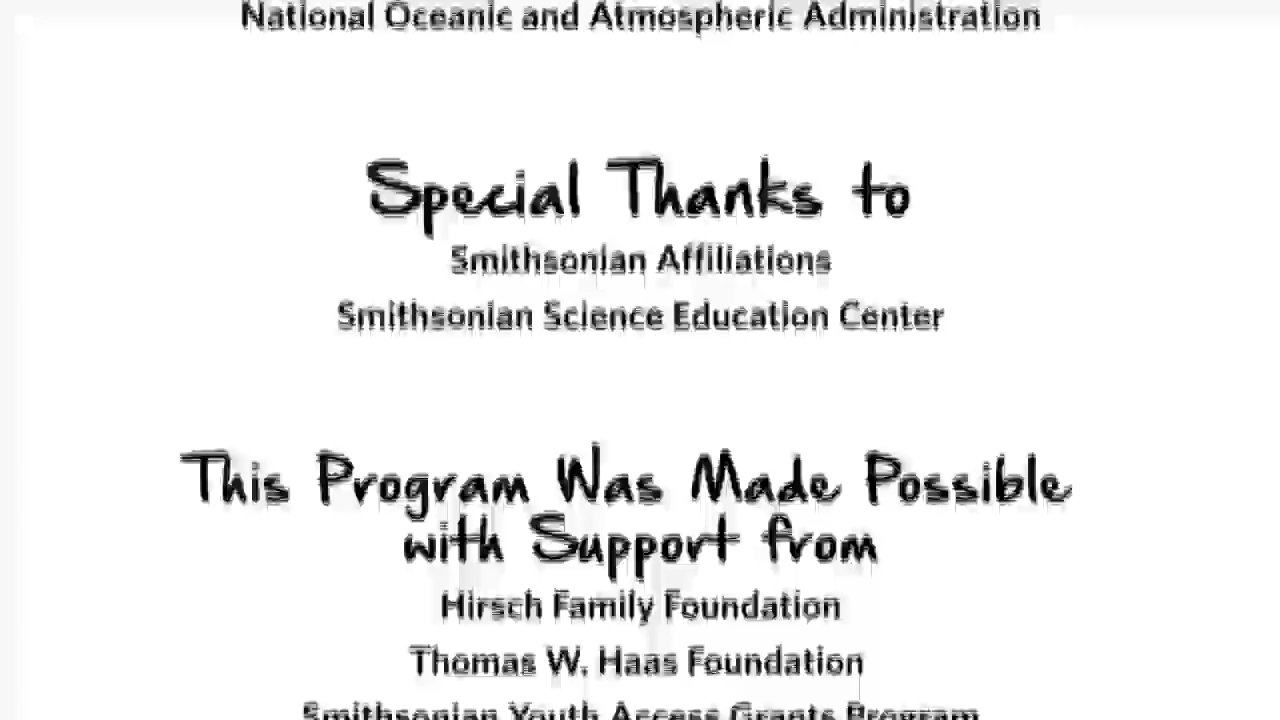 National Oceanic and Atmospheric Administration
Special Thanks to
Smithsonian Affiliations
Smithsonian Science Education Center
This Program Was Made Possible
with Support from
Hirsch Family Foundation
Thomas W. Haas Foundation
Smithsonian Youth Access Grants Program